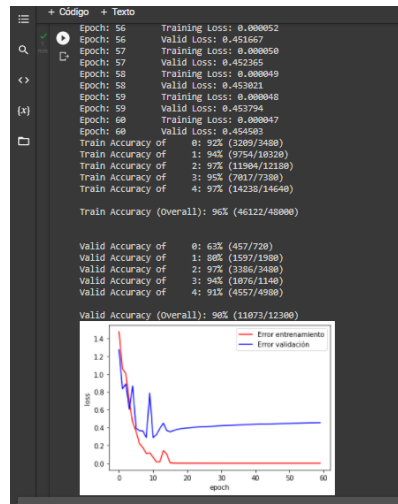 + Código + Texto
Epoch: 56 Training Loss: 0.000052
Epoch: 56 Valid Loss: 0.451667
Epoch: 57 Training Loss: 0.000050
Epoch: 57 Valid Loss: 0.452365
Epoch: 58 Training Loss: 0.000049
Epoch: 58 Valid Loss: 0.453021
Epoch: 59 Training Loss: 0.000048
Epoch: 59 Valid Loss: 0.453794
Epoch: 60 Training Loss: 0.000047
Epoch: 60 Valid Loss: 0.454503
Train Accuracy of 0: 92% (3209/3480)
Train Accuracy of 1: 94% (9754/10320)
Train Accuracy of 2: 97% (11904/12180)
Train Accuracy of 3: 95% (7017/7380)
Train Accuracy of 4: 97% (14238/14640)
Train Accuracy (Overall): 96% (46122/48000)
Valid Accuracy of 0: 63% (457/720)
Valid Accuracy of 1: 80% (1597/1980)
Valid Accuracy of 2: 97% (3386/3480)
Valid Accuracy of 3: 94% (1076/1140)
Valid Accuracy of 4: 91% (4557/4980)
Valid Accuracy (Overall): 90% (11073/12300)
Error entrenamiento
Error validación
1.4
1.2
1.0
0.8
0.6
0.4
0.2
0.0
loss
0 10 20 30 40 50 60
epoch
{x}